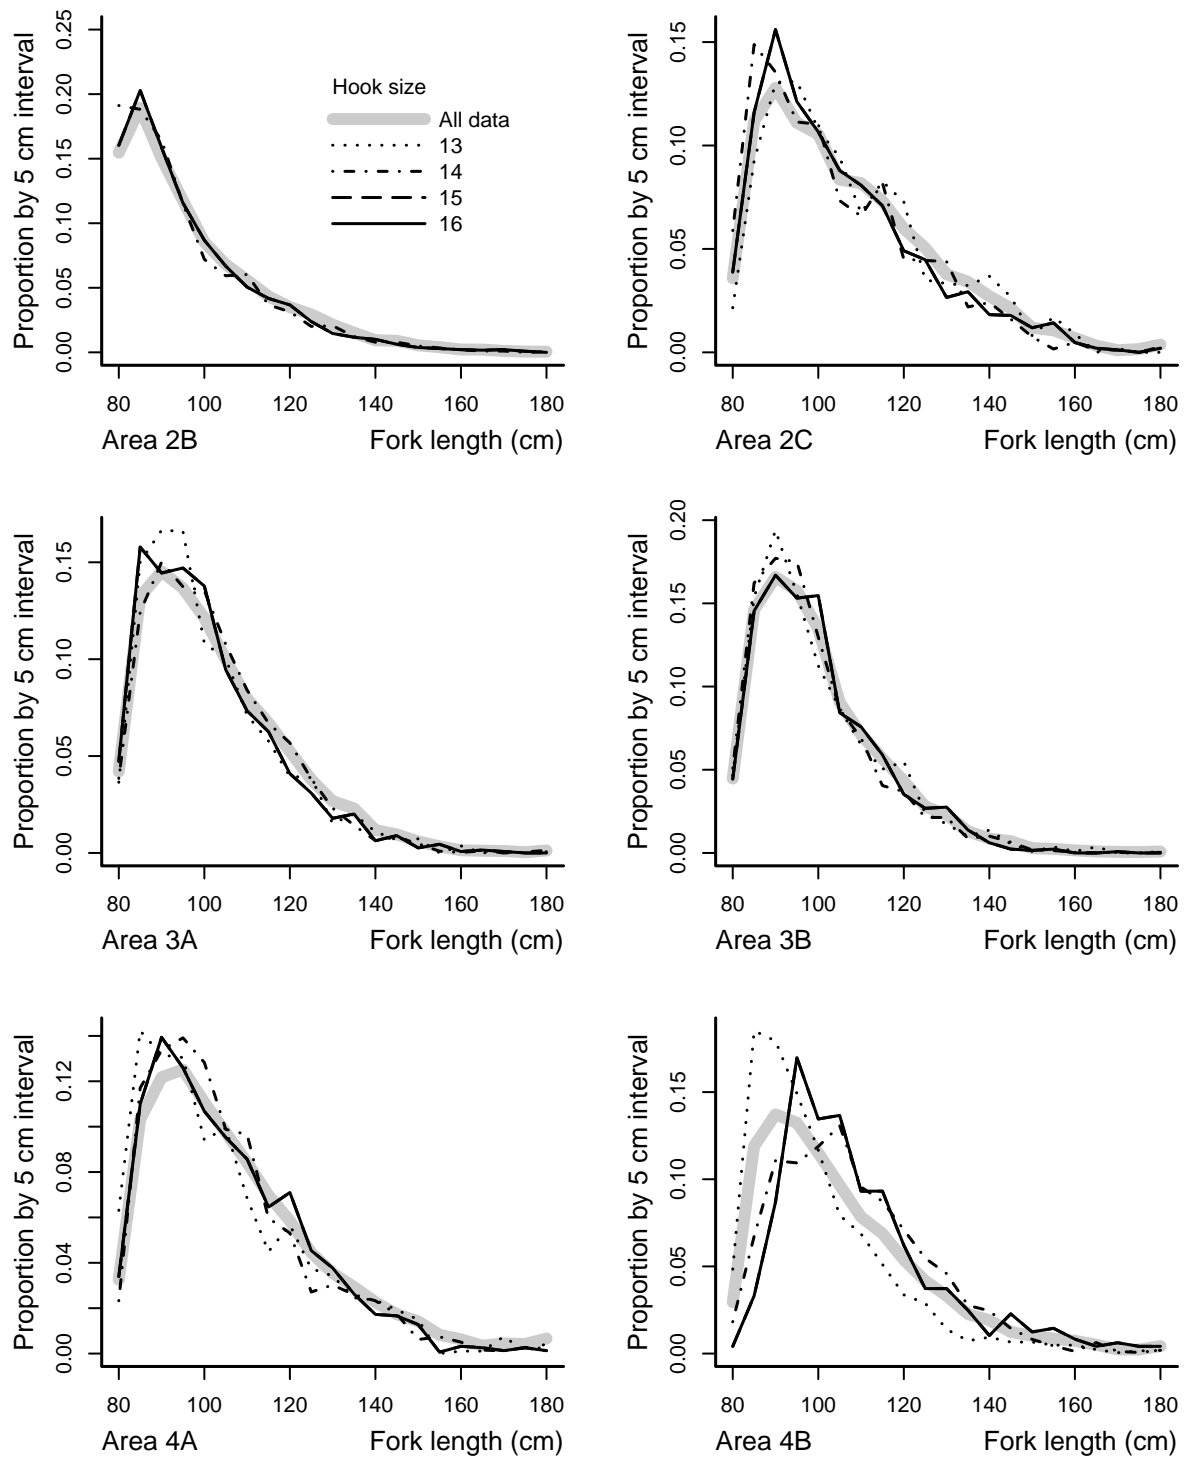 Proportion by 5 cm interval
0.00 0.05 0.10 0.15 0.20 0.25
Hook size
All data
13
14
15
16
80 100 120 140 160 180
Area 2B Fork length (cm)
Proportion by 5 cm interval
0.00 0.05 0.10 0.15
80 100 120 140 160 180
Area 2C Fork length (cm)
Proportion by 5 cm interval
0.00 0.05 0.10 0.15
80 100 120 140 160 180
Area 3A Fork length (cm)
Proportion by 5 cm interval
0.00 0.05 0.10 0.15 0.20
80 100 120 140 160 180
Area 3B Fork length (cm)
Proportion by 5 cm interval
0.00 0.04 0.08 0.12
80 100 120 140 160 180
Area 4A Fork length (cm)
Proportion by 5 cm interval
0.00 0.05 0.10 0.15
80 100 120 140 160 180
Area 4B Fork length (cm)